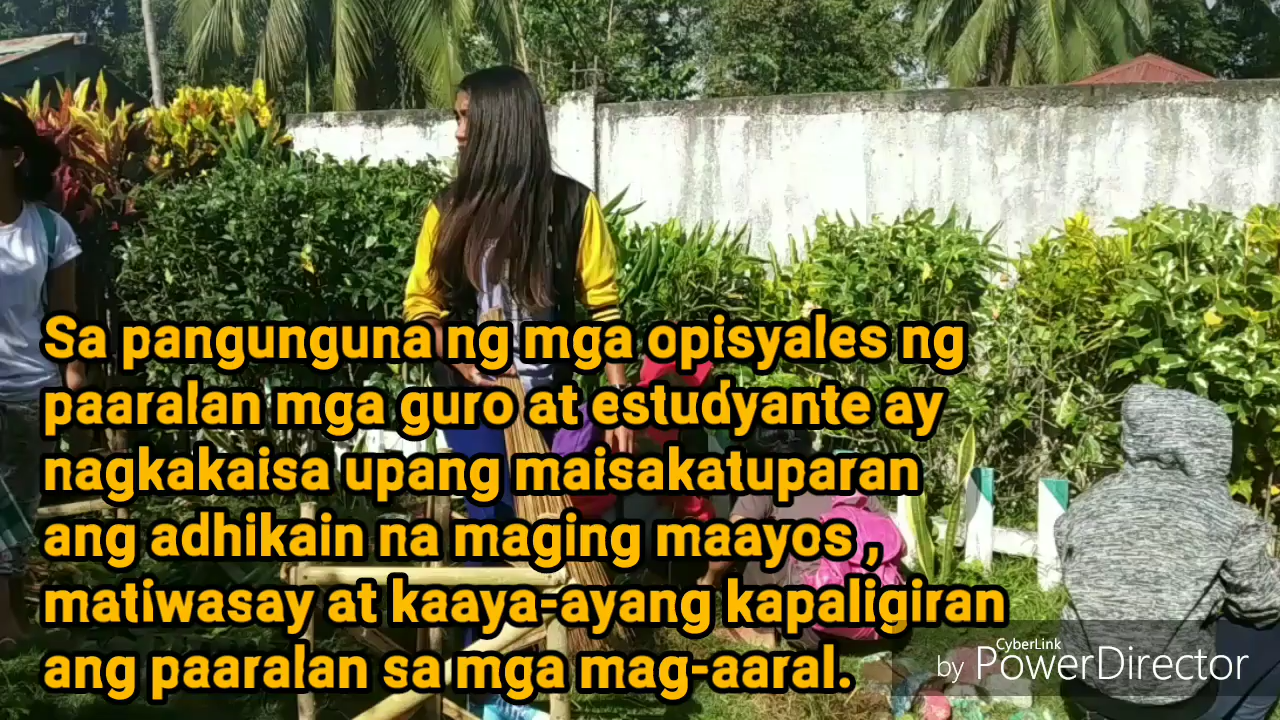 Sa pangunguna ng mga opisyales ng
paaralan mga guro at estudyante ay
nagkakaisa upang maisakatuparan
ang adhikain na maging maayos ,
matiwasay at kaaya-ayang kapaligiran
ang paaralan sa mga mag-aaral.
CyberLink
by PowerDirector